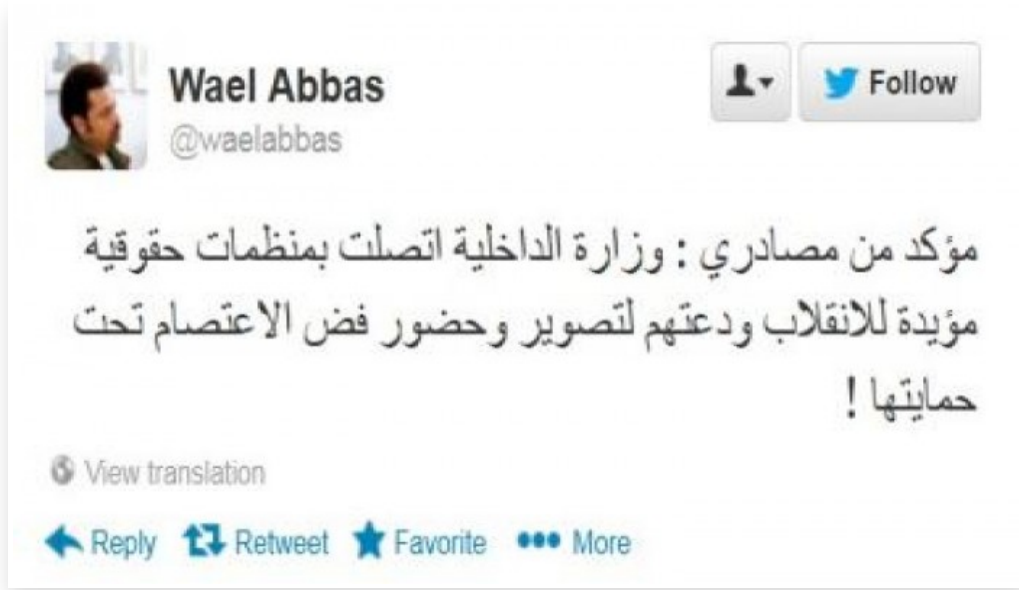 Wael Abbas
@waelabbas
Follow
مؤكد من مصادري : وزارة الداخلية اتصلت بمنظمات حقوقية
مؤيدة للانقلاب ودعتهم لتصوير وحضور فض الاعتصام تحت
حمايتها !
View translation
Reply Retweet Favorite More